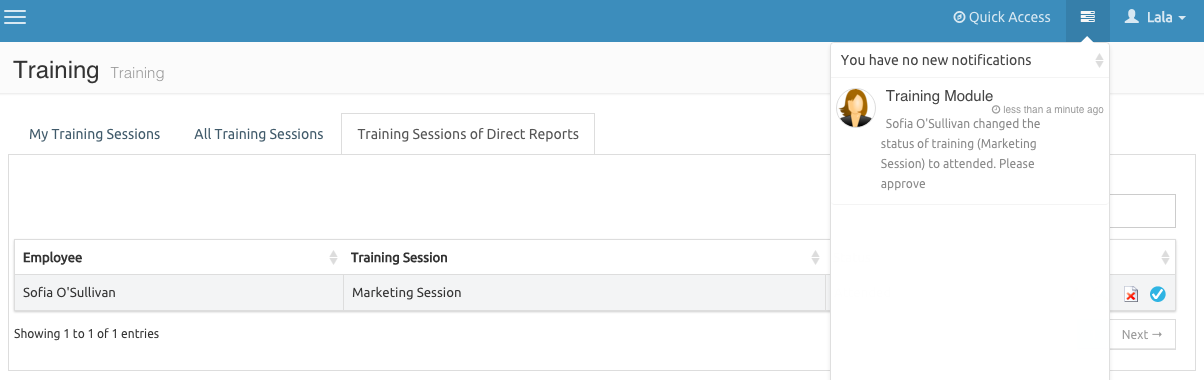 Quick Access
Lala
Training Training
You have no new notifications
Training Module
less than a minute ago
Sofia O'Sullivan changed the
status of training (Marketing
Session) to attended. Please
approve
My Training Sessions All Training Sessions Training Sessions of Direct Reports
Employee Training Session
Sofia O'Sullivan Marketing Session
Showing 1 to 1 of 1 entries
Next →